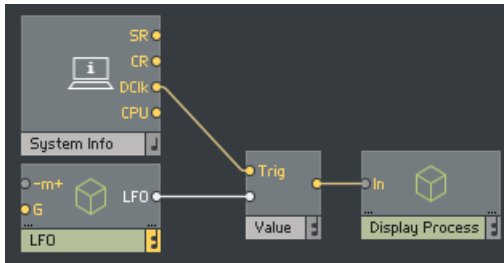 SR
CR
i
DClk
CPU
System Info
Trig
In
-m+
LFO
G
...
...
Value
...
...
Display Process
LFO